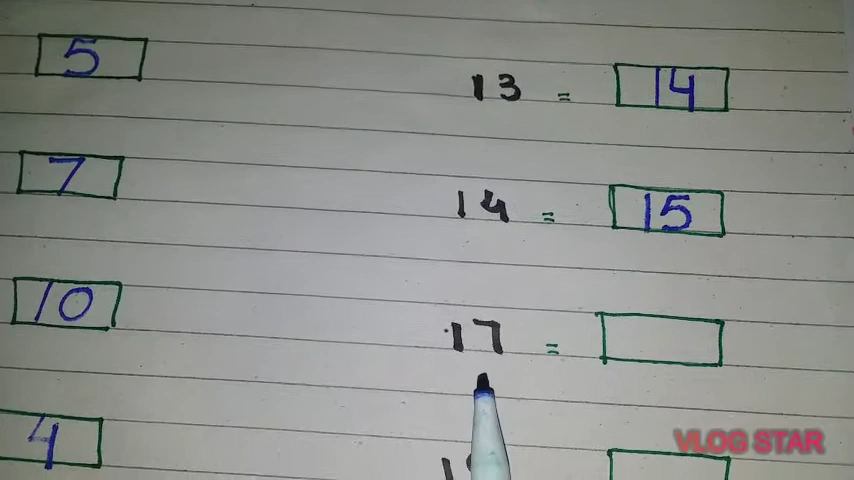 5
13 = 14
7
14 = 15
10
17 =
4
VLOG STAR